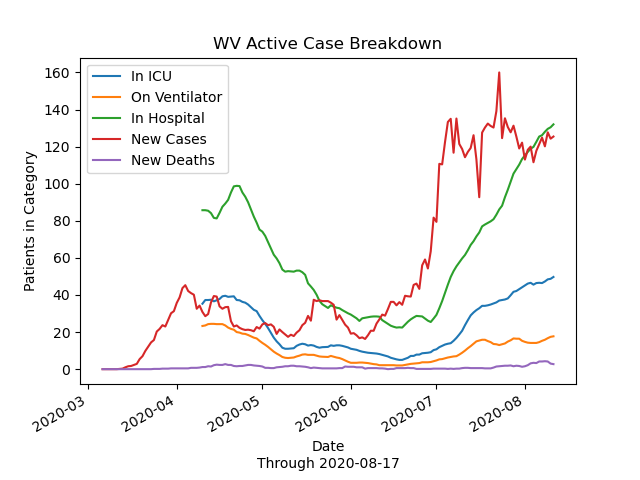 WV Active Case Breakdown
In ICU
On Ventilator
In Hospital
New Cases
New Deaths
Patients in Category
160
140
120
100
80
60
40
20
0
2020-03
2020-04
2020-05
2020-06
2020-07
2020-08
Date
Through 2020-08-17